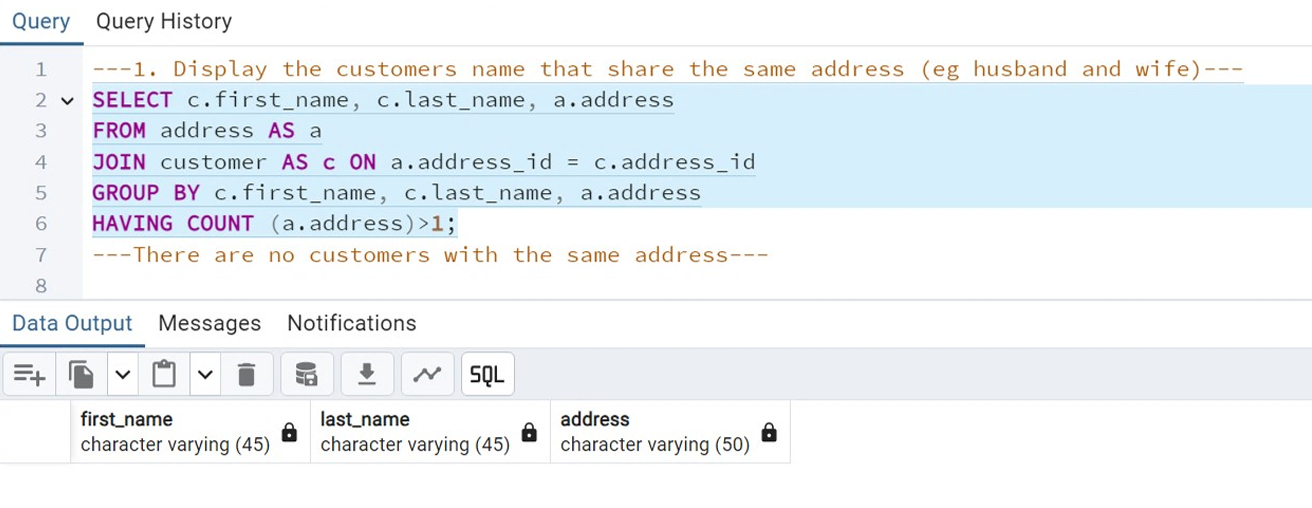 Query Query History
1 ---1. Display the customers name that share the same address (eg husband and wife)---
2 SELECT c.first_name, c.last_name, a.address
3 FROM address AS a
4 JOIN customer AS c ON a.address_id = c.address_id
5 GROUP BY c.first_name, c.last_name, a.address
6 HAVING COUNT (a.address)>1;
7 ---There are no customers with the same address---
8
Data Output Messages Notifications
SQL
first_name last_name address
character varying (45) character varying (45) character varying (50)